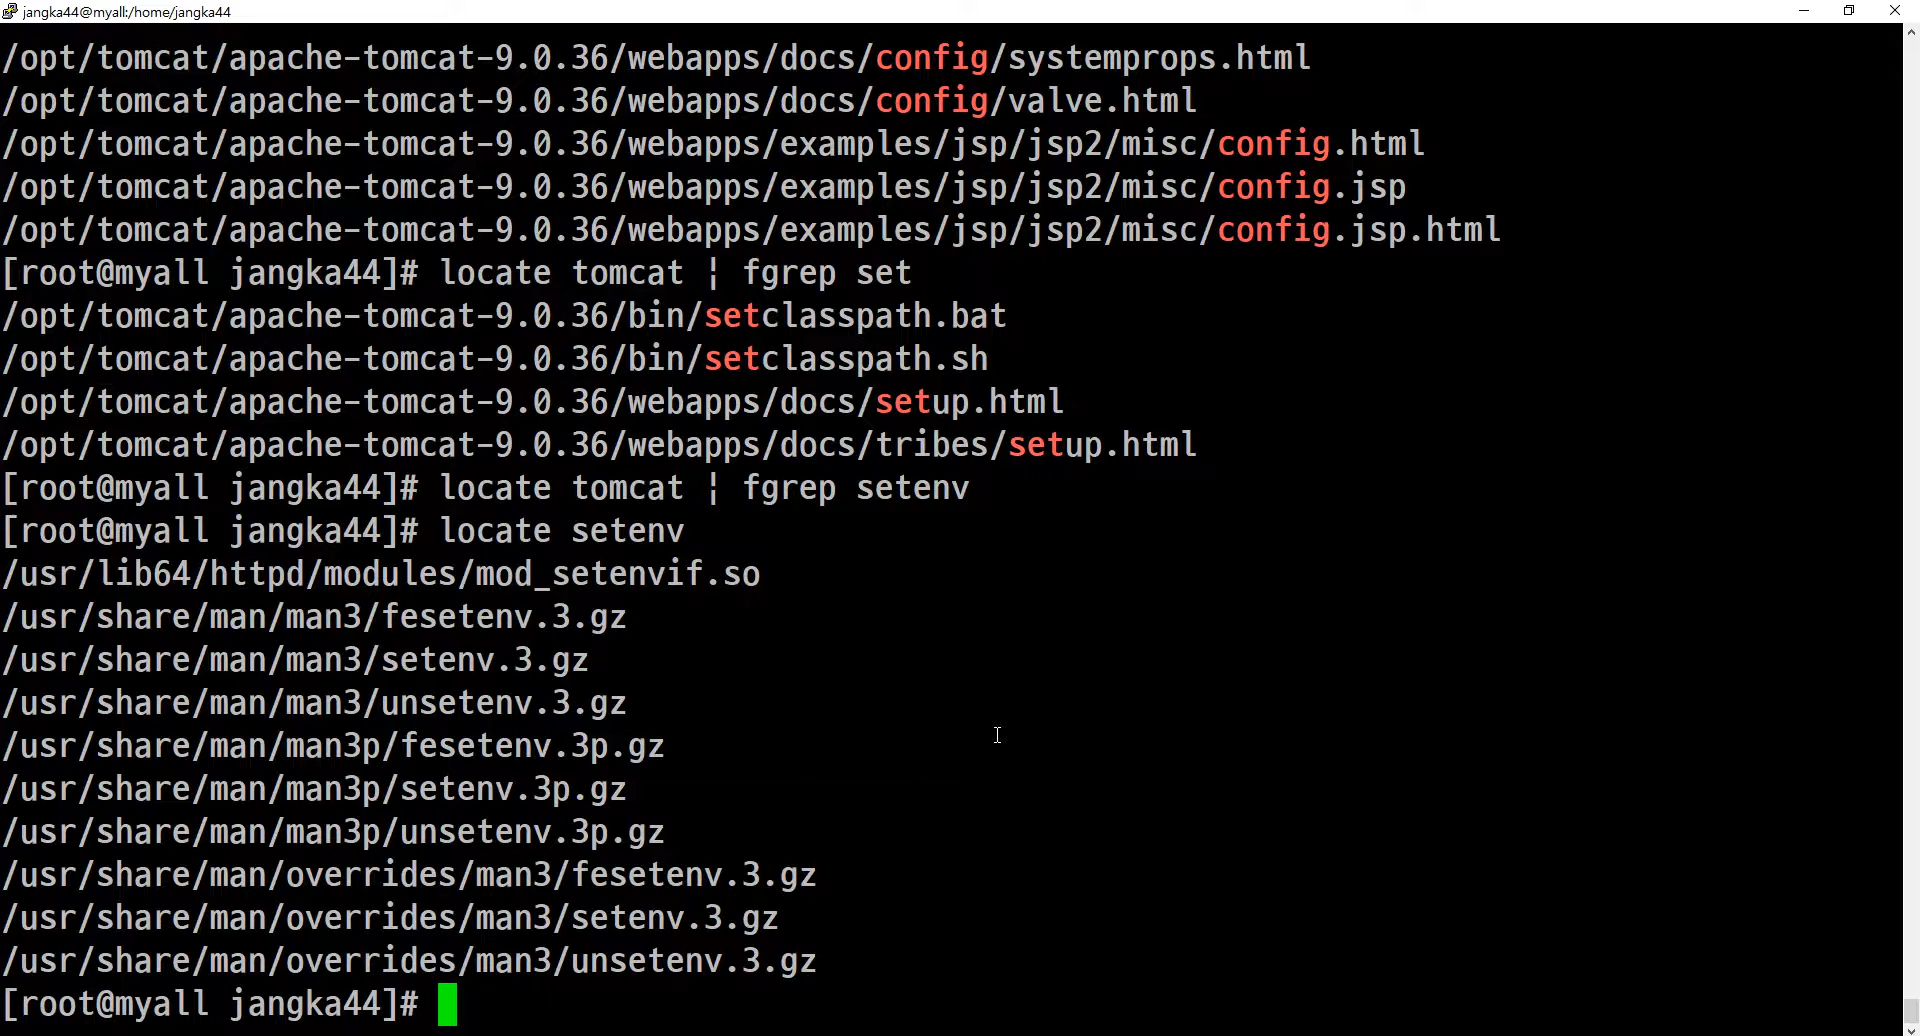 jangka44@myall:/home/jangka44
/opt/tomcat/apache-tomcat-9.0.36/webapps/docs/config/systemprops.html
/opt/tomcat/apache-tomcat-9.0.36/webapps/docs/config/valve.html
/opt/tomcat/apache-tomcat-9.0.36/webapps/examples/jsp/jsp2/misc/config.html
/opt/tomcat/apache-tomcat-9.0.36/webapps/examples/jsp/jsp2/misc/config.jsp
/opt/tomcat/apache-tomcat-9.0.36/webapps/examples/jsp/jsp2/misc/config.jsp.html
[root@myall jangka44]# locate tomcat | fgrep set
/opt/tomcat/apache-tomcat-9.0.36/bin/setclasspath.bat
/opt/tomcat/apache-tomcat-9.0.36/bin/setclasspath.sh
/opt/tomcat/apache-tomcat-9.0.36/webapps/docs/setup.html
/opt/tomcat/apache-tomcat-9.0.36/webapps/docs/tribes/setup.html
[root@myall jangka44]# locate tomcat | fgrep setenv
[root@myall jangka44]# locate setenv
/usr/lib64/httpd/modules/mod_setenvif.so
/usr/share/man/man3/fesetenv.3.gz
/usr/share/man/man3/setenv.3.gz
/usr/share/man/man3/unsetenv.3.gz
/usr/share/man/man3p/fesetenv.3p.gz
/usr/share/man/man3p/setenv.3p.gz
/usr/share/man/man3p/unsetenv.3p.gz
/usr/share/man/overrides/man3/fesetenv.3.gz
/usr/share/man/overrides/man3/setenv.3.gz
/usr/share/man/overrides/man3/unsetenv.3.gz
[root@myall jangka44]#